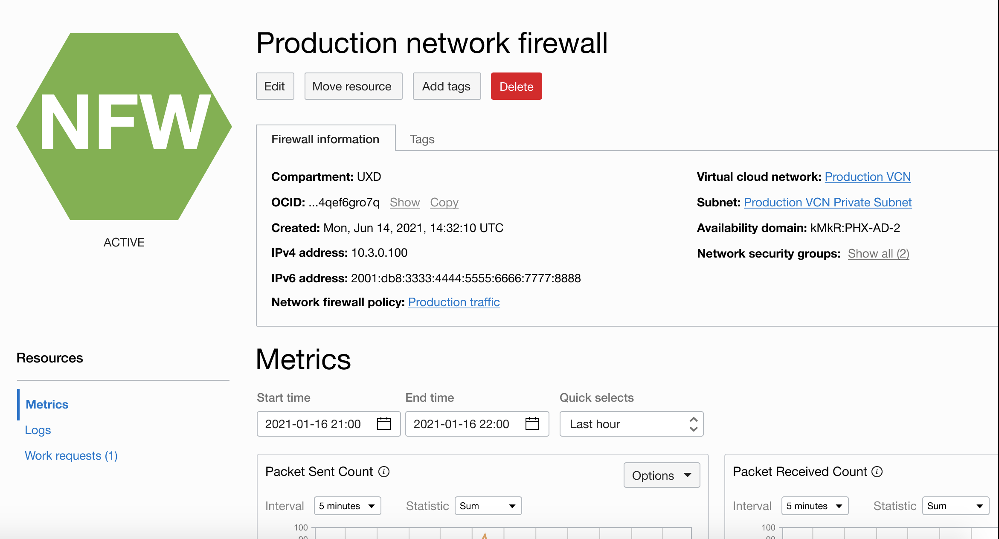 NFW
ACTIVE
Production network firewall
Edit Move resource Add tags Delete
Firewall information Tags
Compartment: UXD
OCID: ...4qef6gro7q Show Copy
Created: Mon, Jun 14, 2021, 14:32:10 UTC
IPv4 address: 10.3.0.100
IPv6 address: 2001:db8:3333:4444:5555:6666:7777:8888
Network firewall policy: Production traffic
Virtual cloud network: Production VCN
Subnet: Production VCN Private Subnet
Availability domain: kMkR:PHX-AD-2
Network security groups: Show all (2)
Resources
Metrics
Logs
Work requests (1)
Metrics
Start time End time Quick selects
2021-01-16 21:00 2021-01-16 22:00 Last hour
Packet Sent Count Options
Interval 5 minutes Statistic Sum
100
90
Packet Received Count
Interval 5 minutes Statistic Sum
100
90